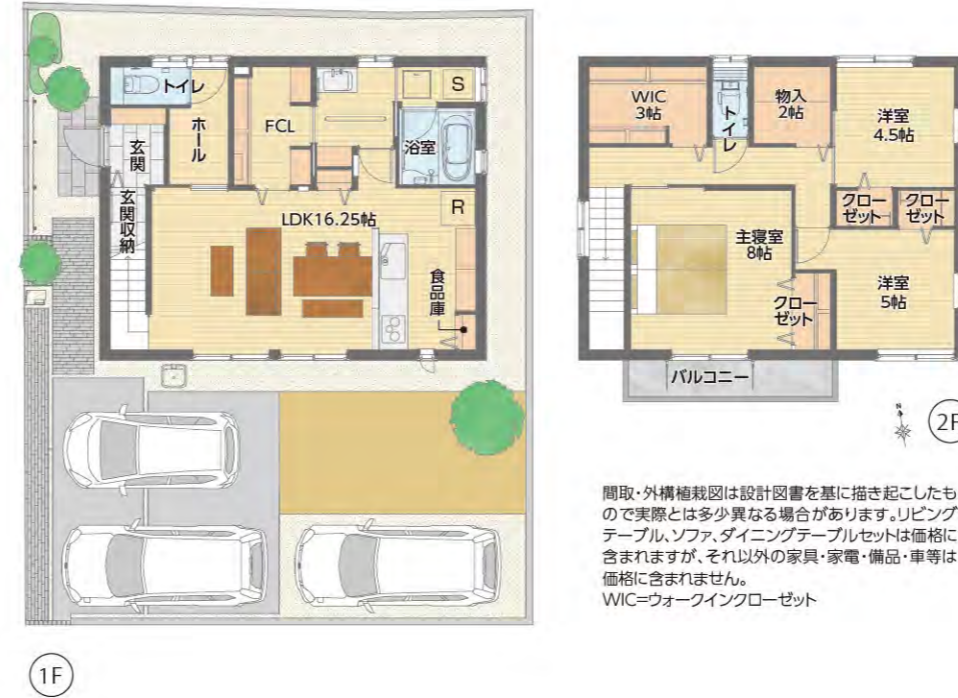 トイレ
S
ホール
FCL
浴室
玄関
玄関収納
LDK16.25帖
R
食品庫
1F
WIC
3帖
トイレ
物入
2帖
洋室
4.5帖
クロー
ゼット
クロー
ゼット
主寝室
8帖
クロー
ゼット
洋室
5帖
バルコニー
2F
間取・外構植栽図は設計図書を基に描き起こしたも
ので実際とは多少異なる場合があります。リビング
テーブル、ソファ、ダイニングテーブルセットは価格に
含まれますが、それ以外の家具・家電・備品・車等は
価格に含まれません。
WIC=ウォークインクローゼット